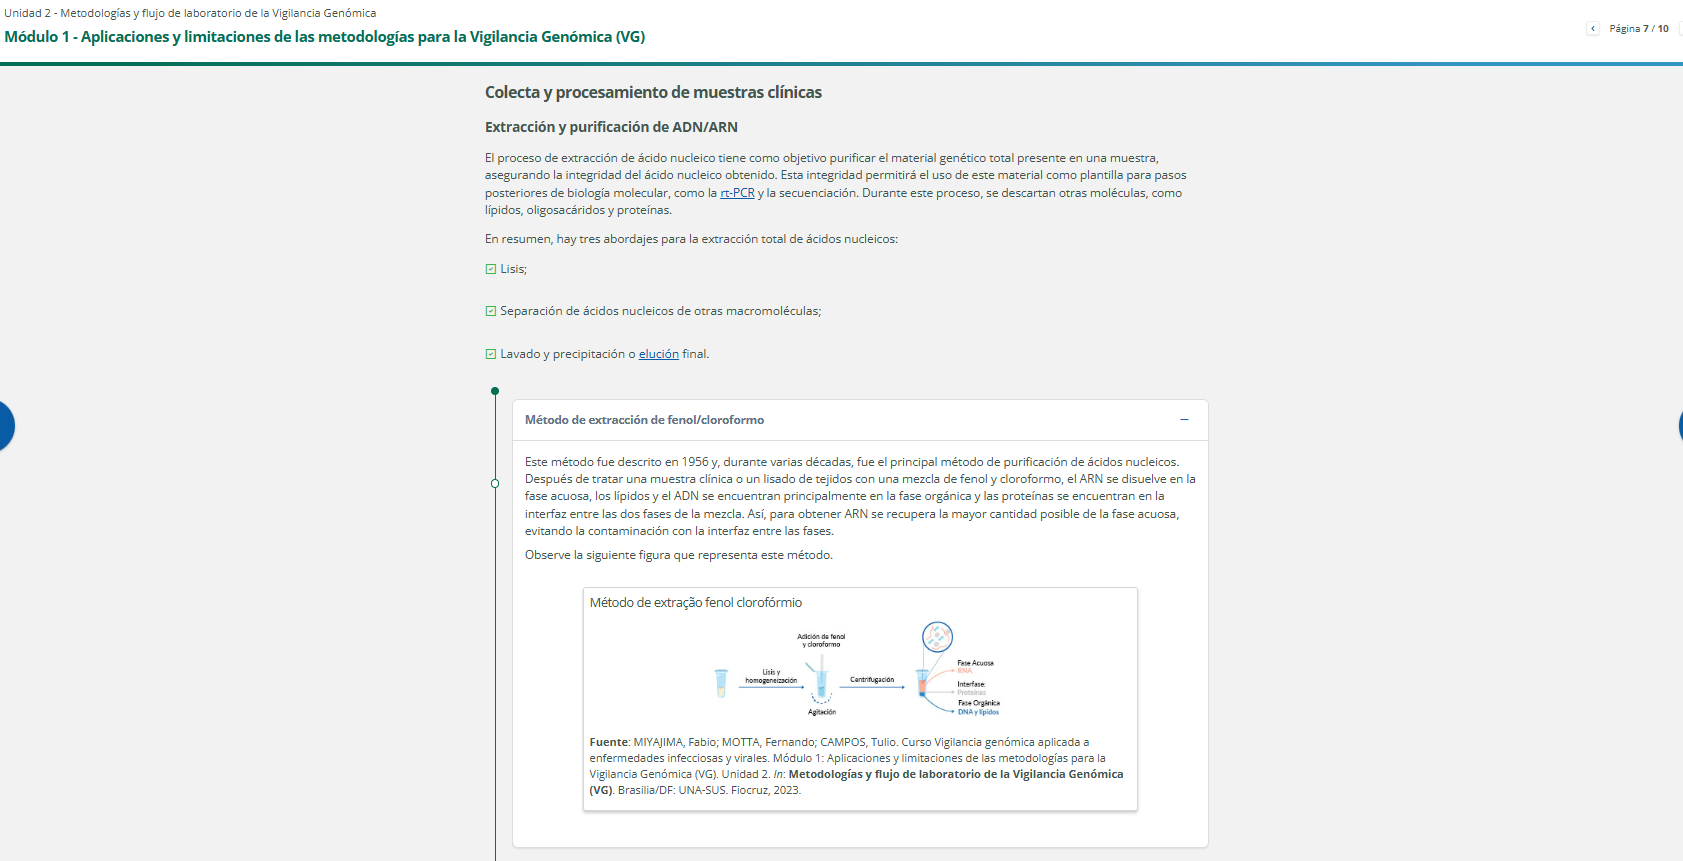 Unidad 2 - Metodologías y flujo de laboratorio de la Vigilancia Genómica
Módulo 1 - Aplicaciones y limitaciones de las metodologías para la Vigilancia Genómica (VG)
Página 7 / 10
Colecta y procesamiento de muestras clínicas
Extracción y purificación de ADN/ARN
El proceso de extracción de ácido nucleico tiene como objetivo purificar el material genético total presente en una muestra,
asegurando la integridad del ácido nucleico obtenido. Esta integridad permitirá el uso de este material como plantilla para pasos
posteriores de biología molecular, como la rt-PCR y la secuenciación. Durante este proceso, se descartan otras moléculas, como
lípidos, oligosacáridos y proteínas.
En resumen, hay tres abordajes para la extracción total de ácidos nucleicos:
Lisis;
Separación de ácidos nucleicos de otras macromoléculas;
Lavado y precipitación o elución final.
Método de extracción de fenol/cloroformo
Este método fue descrito en 1956 y, durante varias décadas, fue el principal método de purificación de ácidos nucleicos.
Después de tratar una muestra clínica o un lisado de tejidos con una mezcla de fenol y cloroformo, el ARN se disuelve en la
fase acuosa, los lípidos y el ADN se encuentran principalmente en la fase orgánica y las proteínas se encuentran en la
interfaz entre las dos fases de la mezcla. Así, para obtener ARN se recupera la mayor cantidad posible de la fase acuosa,
evitando la contaminación con la interfaz entre las fases.
Observe la siguiente figura que representa este método.
Método de extração fenol clorofórmio
Lisis y
homogeneización
Adición de fenol
y cloroformo
Agitación
Centrifugación
Fase Acuosa
RNA
Interfase:
Proteínas
Fase Orgánica
DNA y lípidos
Fuente: MIYAJIMA, Fabio; MOTTA, Fernando; CAMPOS, Tulio. Curso Vigilancia genómica aplicada a
enfermedades infecciosas y virales. Módulo 1: Aplicaciones y limitaciones de las metodologías para la
Vigilancia Genómica (VG). Unidad 2. In: Metodologías y flujo de laboratorio de la Vigilancia Genómica
(VG). Brasilia/DF: UNA-SUS. Fiocruz, 2023.